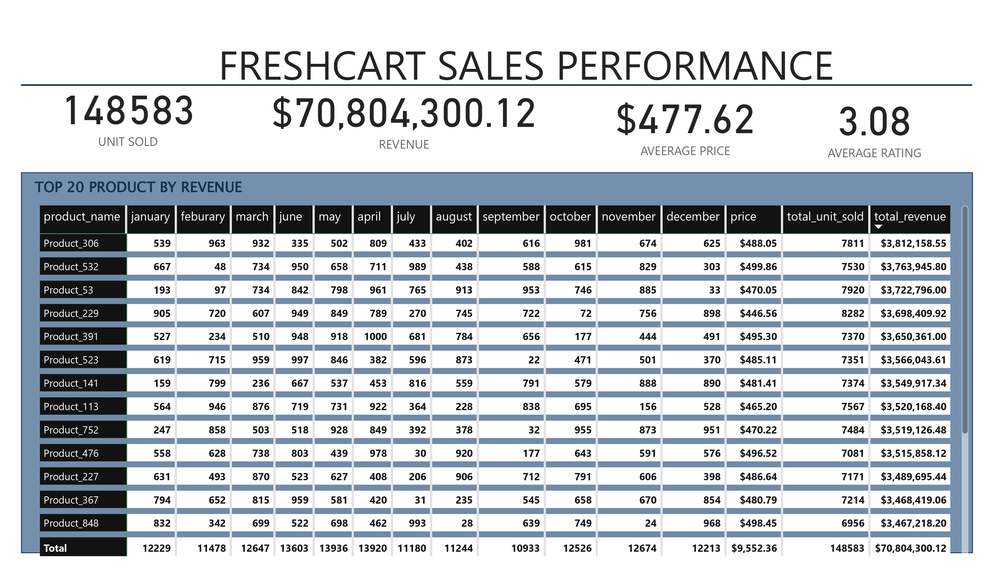 FRESHCART SALES PERFORMANCE
148583 $70,804,300.12 $477.62 3.08
UNIT SOLD REVENUE AVEERAGE PRICE AVERAGE RATING
TOP 20 PRODUCT BY REVENUE
product_name january feburary march june may april july august september october november december price total_unit_sold total_revenue
Product_306 539 963 932 335 502 809 433 402 616 981 674 625 $488.05 7811 $3,812,158.55
Product_532 667 48 734 950 658 711 989 438 588 615 829 303 $499.86 7530 $3,763,945.80
Product_53 193 97 734 842 798 961 765 913 953 746 885 33 $470.05 7920 $3,722,796.00
Product_229 905 720 607 949 849 789 270 745 722 72 756 898 $446.56 8282 $3,698,409.92
Product_391 527 234 510 948 918 1000 681 784 656 177 444 491 $495.30 7370 $3,650,361.00
Product_523 619 715 959 997 846 382 596 873 22 471 501 370 $485.11 7351 $3,566,043.61
Product_141 159 799 236 667 537 453 816 559 791 579 888 890 $481.41 7374 $3,549,917.34
Product_113 564 946 876 719 731 922 364 228 838 695 156 528 $465.20 7567 $3,520,168.40
Product_752 247 858 503 518 928 849 392 378 32 955 873 951 $470.22 7484 $3,519,126.48
Product_476 558 628 738 803 439 978 30 920 177 643 591 576 $496.52 7081 $3,515,858.12
Product_227 631 493 870 523 627 408 206 906 712 791 606 398 $486.64 7171 $3,489,695.44
Product_367 794 652 815 959 581 420 31 235 545 658 670 854 $480.79 7214 $3,468,419.06
Product_848 832 342 699 522 698 462 993 28 639 749 24 968 $498.45 6956 $3,467,218.20
Total 12229 11478 12647 13603 13936 13920 11180 11244 10933 12526 12674 12213 $9,552.36 148583 $70,804,300.12